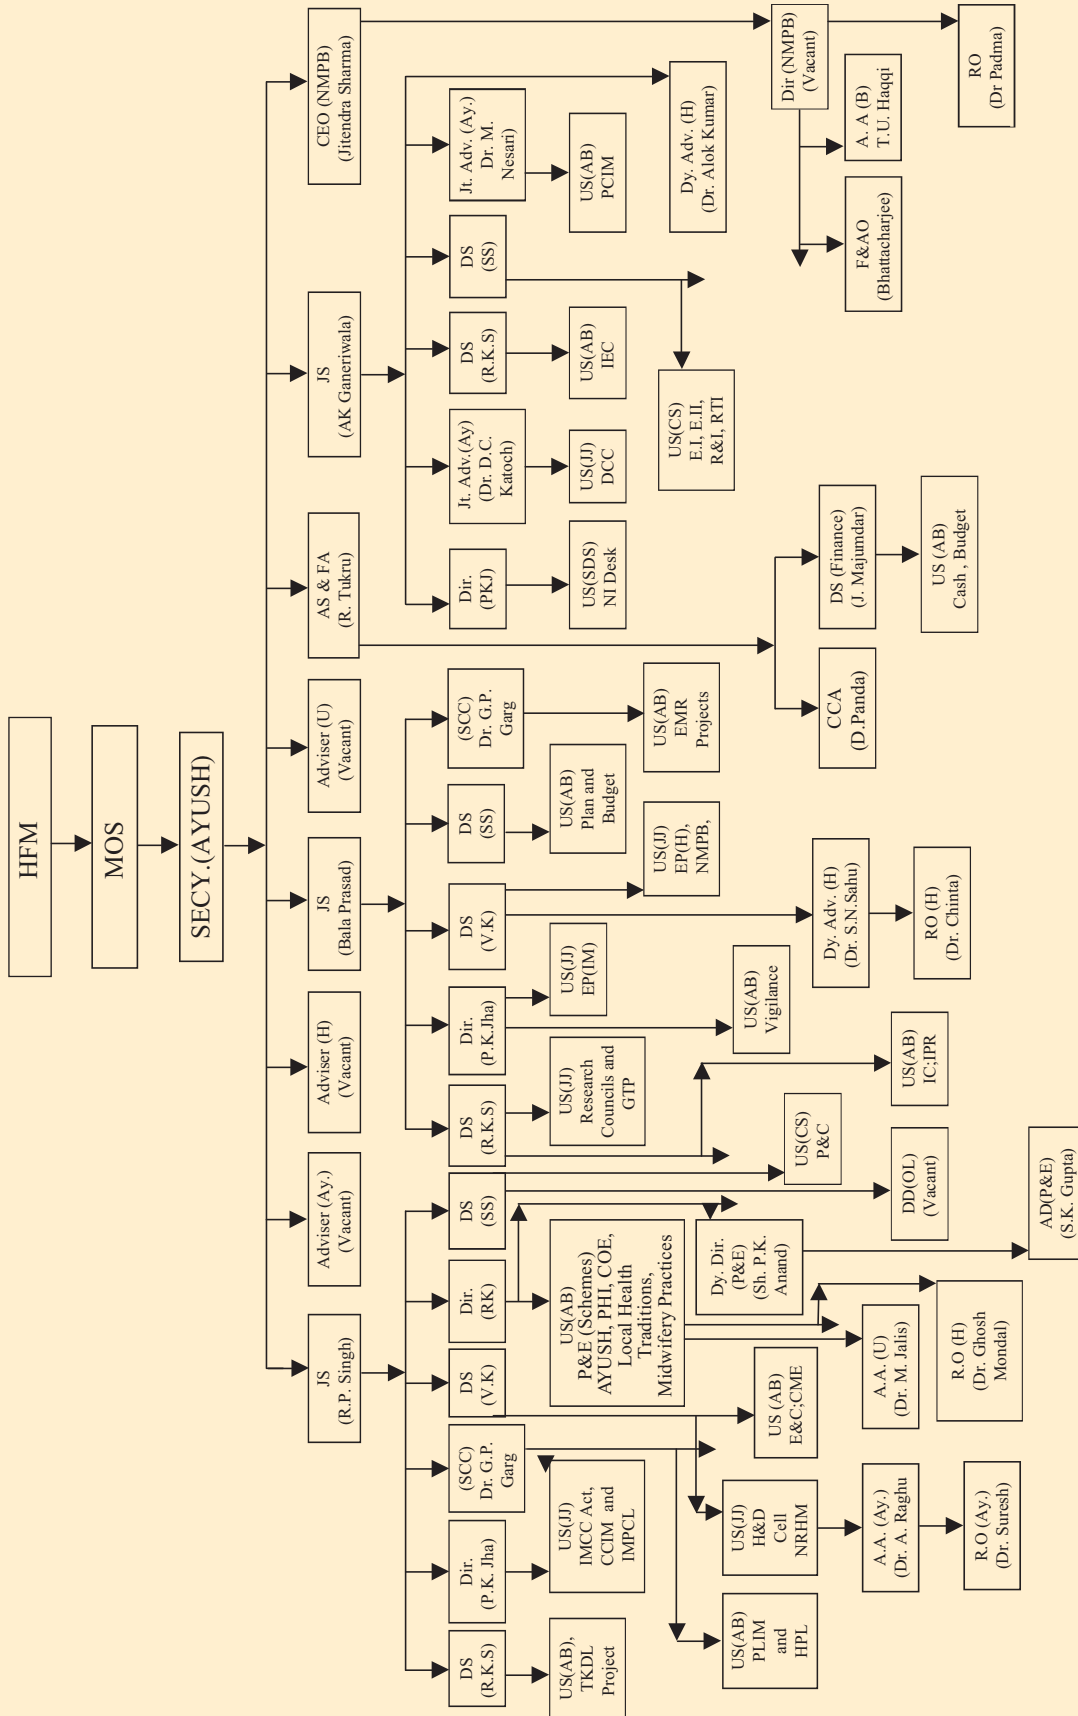 HFM
MOS
SECY.(AYUSH)
JS
(R.P. Singh)
Adviser (Ay.)
(Vacant)
Adviser (H)
(Vacant)
JS
(Bala Prasad)
Adviser (U)
(Vacant)
AS & FA
(R. Tukru)
JS
(AK Ganeriwala)
CEO (NMPB)
(Jitendra Sharma)
DS
(R.K.S)
Dir.
(P.K. Jha)
(SCC)
Dr. G.P.
Garg
DS
(V.K)
Dir.
(RK)
DS
(SS)
DS
(R.K.S)
Dir.
(P.K.Jha)
DS
(V.K)
DS
(SS)
(SCC)
Dr. G.P.
Garg
Dir.
(PKJ)
Jt. Adv.(Ay)
(Dr. D.C.
Katoch)
DS
(R.K.S)
DS
(SS)
Jt. Adv. (Ay.)
Dr. M.
Nesari)
US(AB),
TKDL
Project
US(JJ)
IMCC Act,
CCIM and
IMPCL
US(AB)
P&E (Schemes)
AYUSH, PHI, COE,
Local Health
Traditions,
Midwifery Practices
US(JJ)
Research
Councils and
GTP
US(JJ)
EP(IM)
US(AB)
Plan and
Budget
US(SDS)
NI Desk
US(JJ)
DCC
US(AB)
IEC
US(AB)
PCIM
US(JJ)
EP(H),
NMPB,
US(AB)
EMR
Projects
US(CS)
E.I, E.II,
R&I, RTI
Dy. Adv. (H)
(Dr. Alok Kumar)
US(AB)
PLIM
and
HPL
US(JJ)
H&D
Cell
NRHM
US (AB)
E&C;CME
Dy. Dir.
(P&E)
(Sh. P.K.
Anand)
US(CS)
P&C
US(AB)
Vigilance
Dy. Adv. (H)
(Dr. S.N.Sahu)
CCA
(D.Panda)
DS (Finance)
(J. Majumdar)
Dir (NMPB)
(Vacant)
A.A. (Ay.)
(Dr. A. Raghu
A.A. (U)
(Dr. M. Jalis)
DD(OL)
(Vacant)
US(AB)
IC;IPR
RO (H)
(Dr. Chinta)
US (AB)
Cash , Budget
F&AO
(Bhattacharjee)
A. A (B)
T.U. Haqqi
R.O (Ay.)
(Dr. Suresh)
R.O (H)
(Dr. Ghosh
Mondal)
AD(P&E)
(S.K. Gupta)
RO
(Dr Padma)